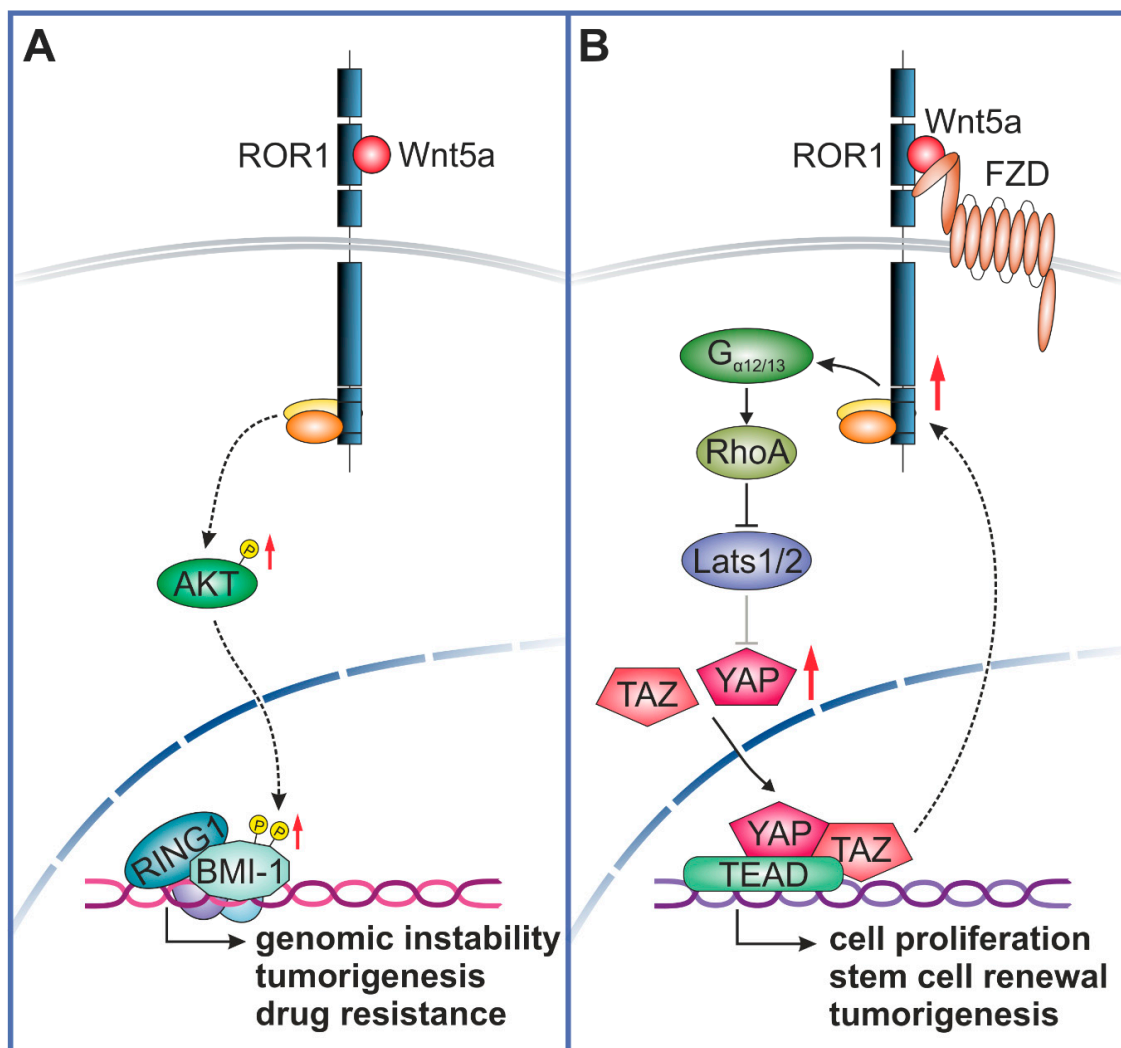 A
ROR1
Wnt5a
AKT
P
P
P
RING1
BMI-1
genomic instability
tumorigenesis
drug resistance
B
Wnt5a
ROR1
FZD
Gα12/13
RhoA
Lats1/2
TAZ
YAP
YAP
TAZ
TEAD
cell proliferation
stem cell renewal
tumorigenesis